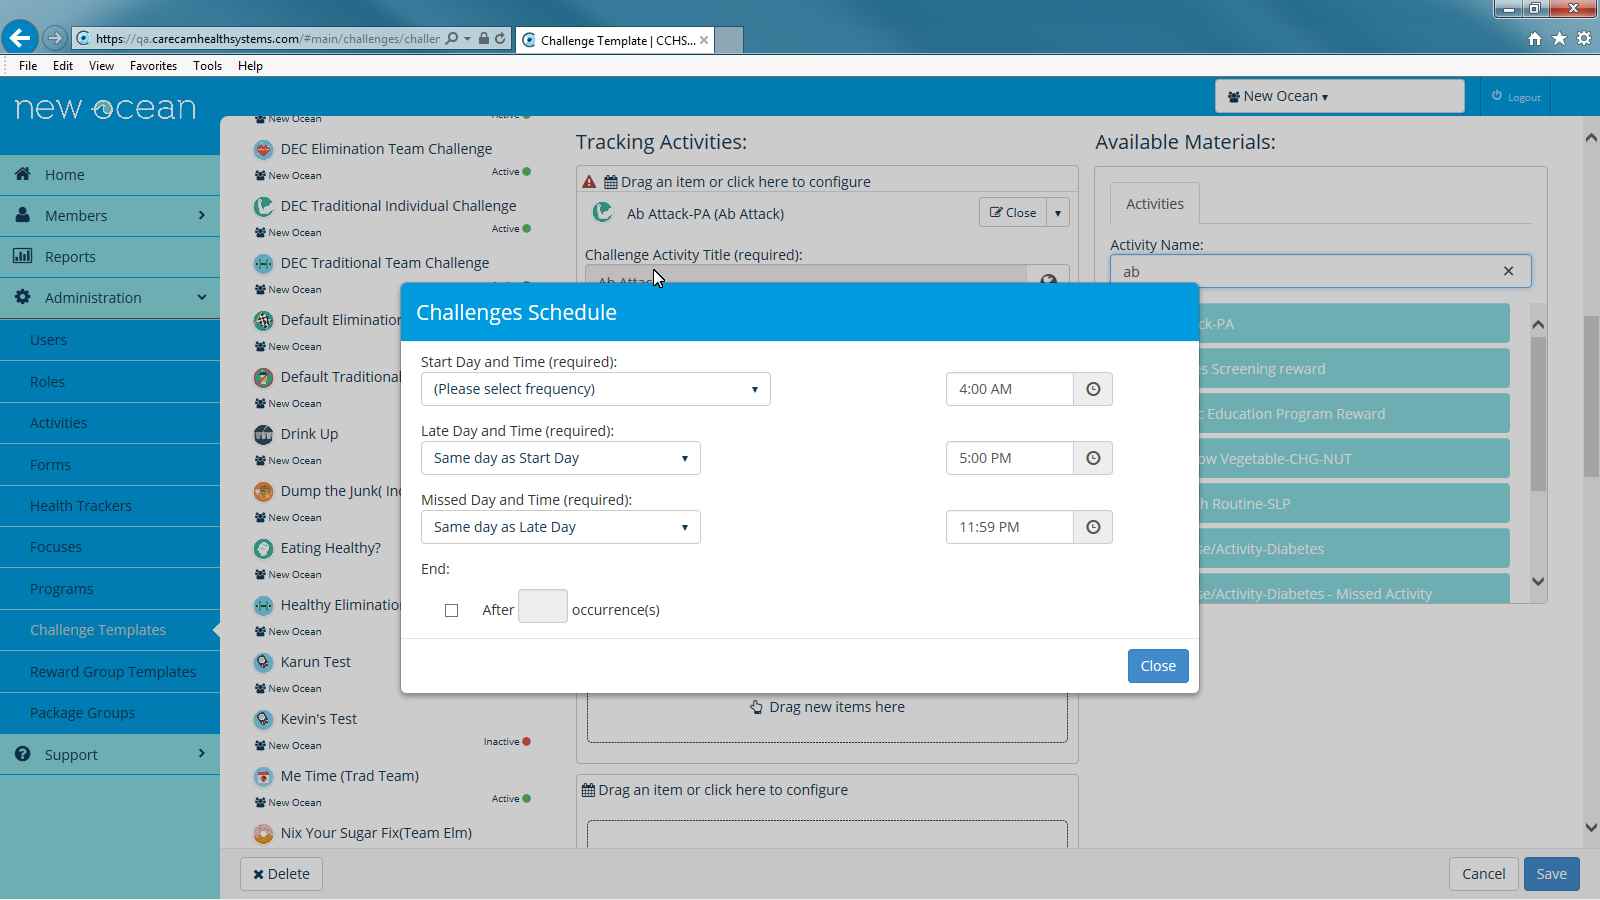 https://qa.carecamhealthsystems.com/#main/challenges/challer
Challenge Template | CCHS...
File Edit View Favorites Tools Help
new ocean
New Ocean
Logout
Home
Members
Reports
Administration
Users
Roles
Activities
Forms
Health Trackers
Focuses
Programs
Challenge Templates
Reward Group Templates
Package Groups
Support
New Ocean
Active
DEC Elimination Team Challenge
New Ocean
Active
DEC Traditional Individual Challenge
New Ocean
Active
DEC Traditional Team Challenge
New Ocean
Default Elimination
New Ocean
Default Traditional
New Ocean
Drink Up
New Ocean
Dump the Junk( In
New Ocean
Eating Healthy?
New Ocean
Healthy Eliminatio
New Ocean
Karun Test
New Ocean
Kevin's Test
New Ocean
Inactive
Me Time (Trad Team)
New Ocean
Active
Nix Your Sugar Fix(Team Elm)
Tracking Activities:
Drag an item or click here to configure
Ab Attack-PA (Ab Attack)
Close
Challenge Activity Title (required):
Ab Attac
Drag new items here
Drag an item or click here to configure
Available Materials:
Activities
Activity Name:
ab
ck-PA
s Screening reward
c Education Program Reward
ow Vegetable-CHG-NUT
h Routine-SLP
se/Activity-Diabetes
se/Activity-Diabetes - Missed Activity
Challenges Schedule
Start Day and Time (required):
(Please select frequency)
4:00 AM
Late Day and Time (required):
Same day as Start Day
5:00 PM
Missed Day and Time (required):
Same day as Late Day
11:59 PM
End:
After occurrence(s)
Close
Delete
Cancel
Save